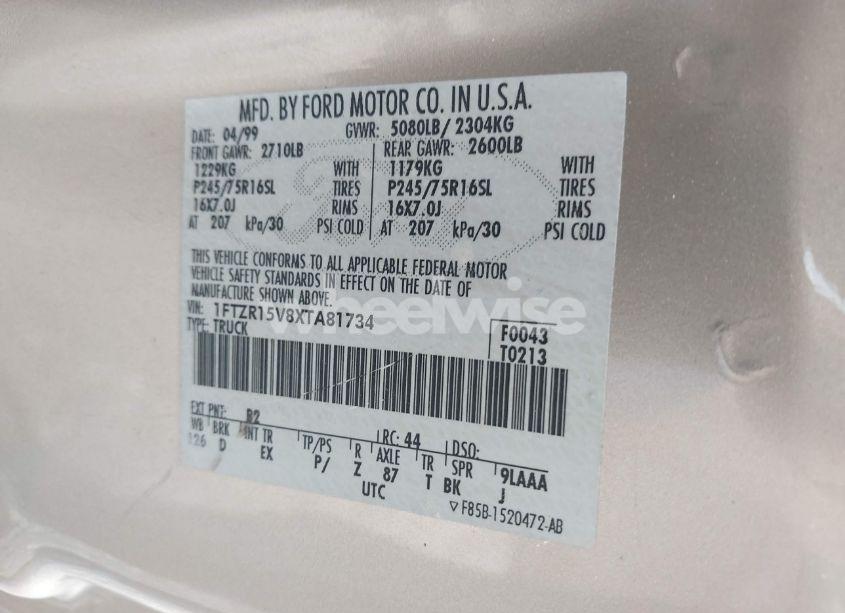 MFD. BY FORD MOTOR CO. IN U.S.A.
DATE: 04/99 GVWR: 5080LB/ 2304KG
FRONT GAWR: 2710LB REAR GAWR: 2600LB
1229KG WITH 1179KG WITH
P245/75R16SL TIRES P245/75R16SL TIRES
16X7.0J RIMS 16X7.0J RIMS
AT 207 kPa/30 PSI COLD AT 207 kPa/30 PSI COLD
THIS VEHICLE CONFORMS TO ALL APPLICABLE FEDERAL MOTOR
VEHICLE SAFETY STANDARDS IN EFFECT ON THE DATE OF
MANUFACTURE SHOWN ABOVE.
wheelwise
VIN: 1FTZR15V8XTA81734
TYPE: TRUCK
F0043
T0213
EXT PNT: B2 RC: 44 DSO:
WB BRK INT TR TP/PS R AXLE TR SPR 9LAAA
126 D EX P/ Z 87 T BK J
UTC
▽ F85B-1520472-AB